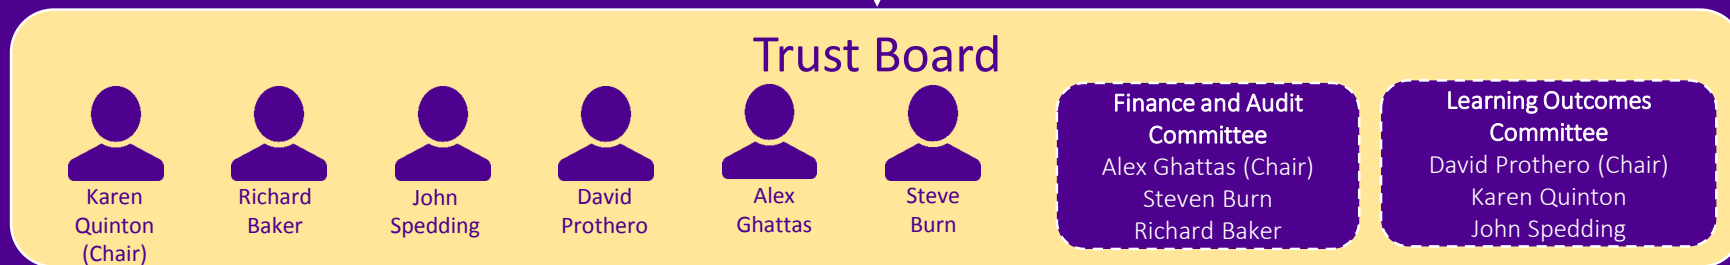 Trust Board
Karen
Quinton
(Chair)
Richard
Baker
John
Spedding
David
Prothero
Alex
Ghattas
Steve
Burn
Finance and Audit
Committee
Alex Ghattas (Chair)
Steven Burn
Richard Baker
Learning Outcomes
Committee
David Prothero (Chair)
Karen Quinton
John Spedding